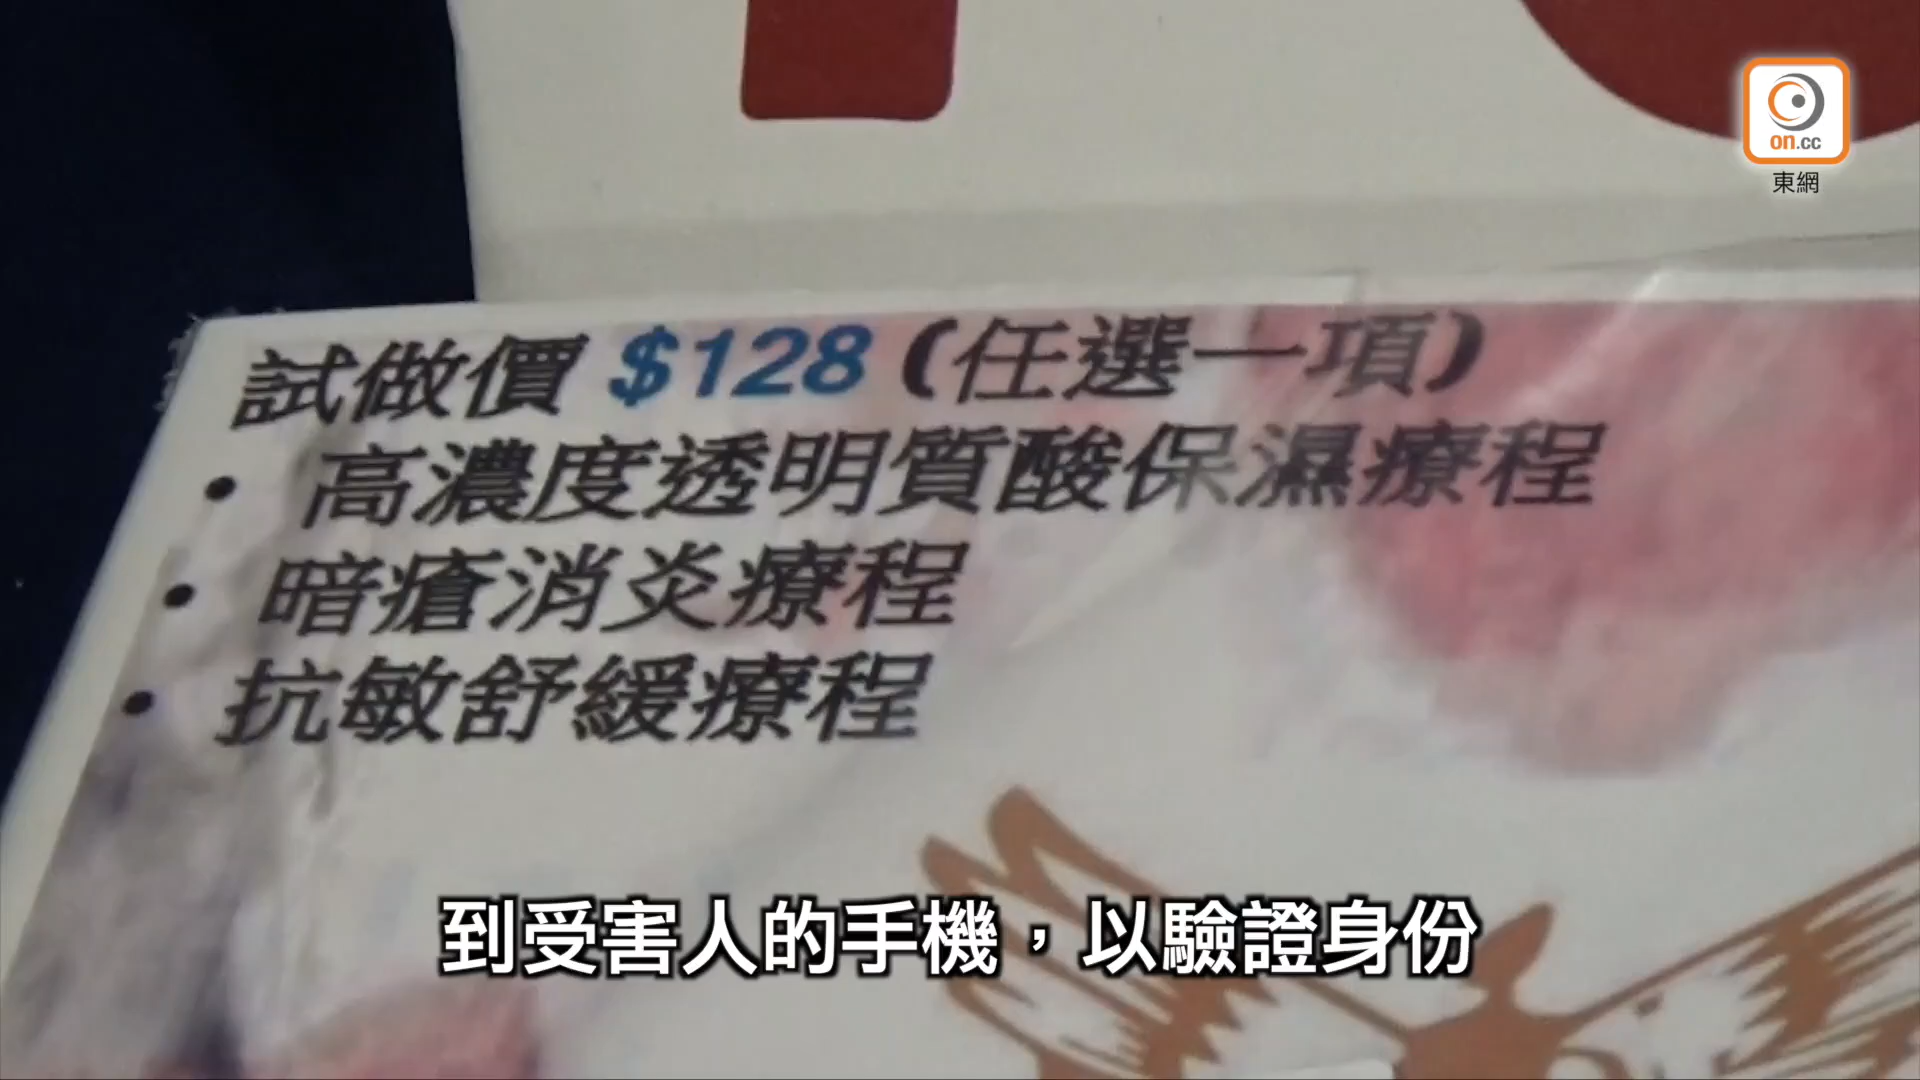 on.cc
東網
試做價 $128 (任選一項)
• 高濃度透明質酸保濕療程
• 暗瘡消炎療程
• 抗敏舒緩療程
到受害人的手機，以驗證身份